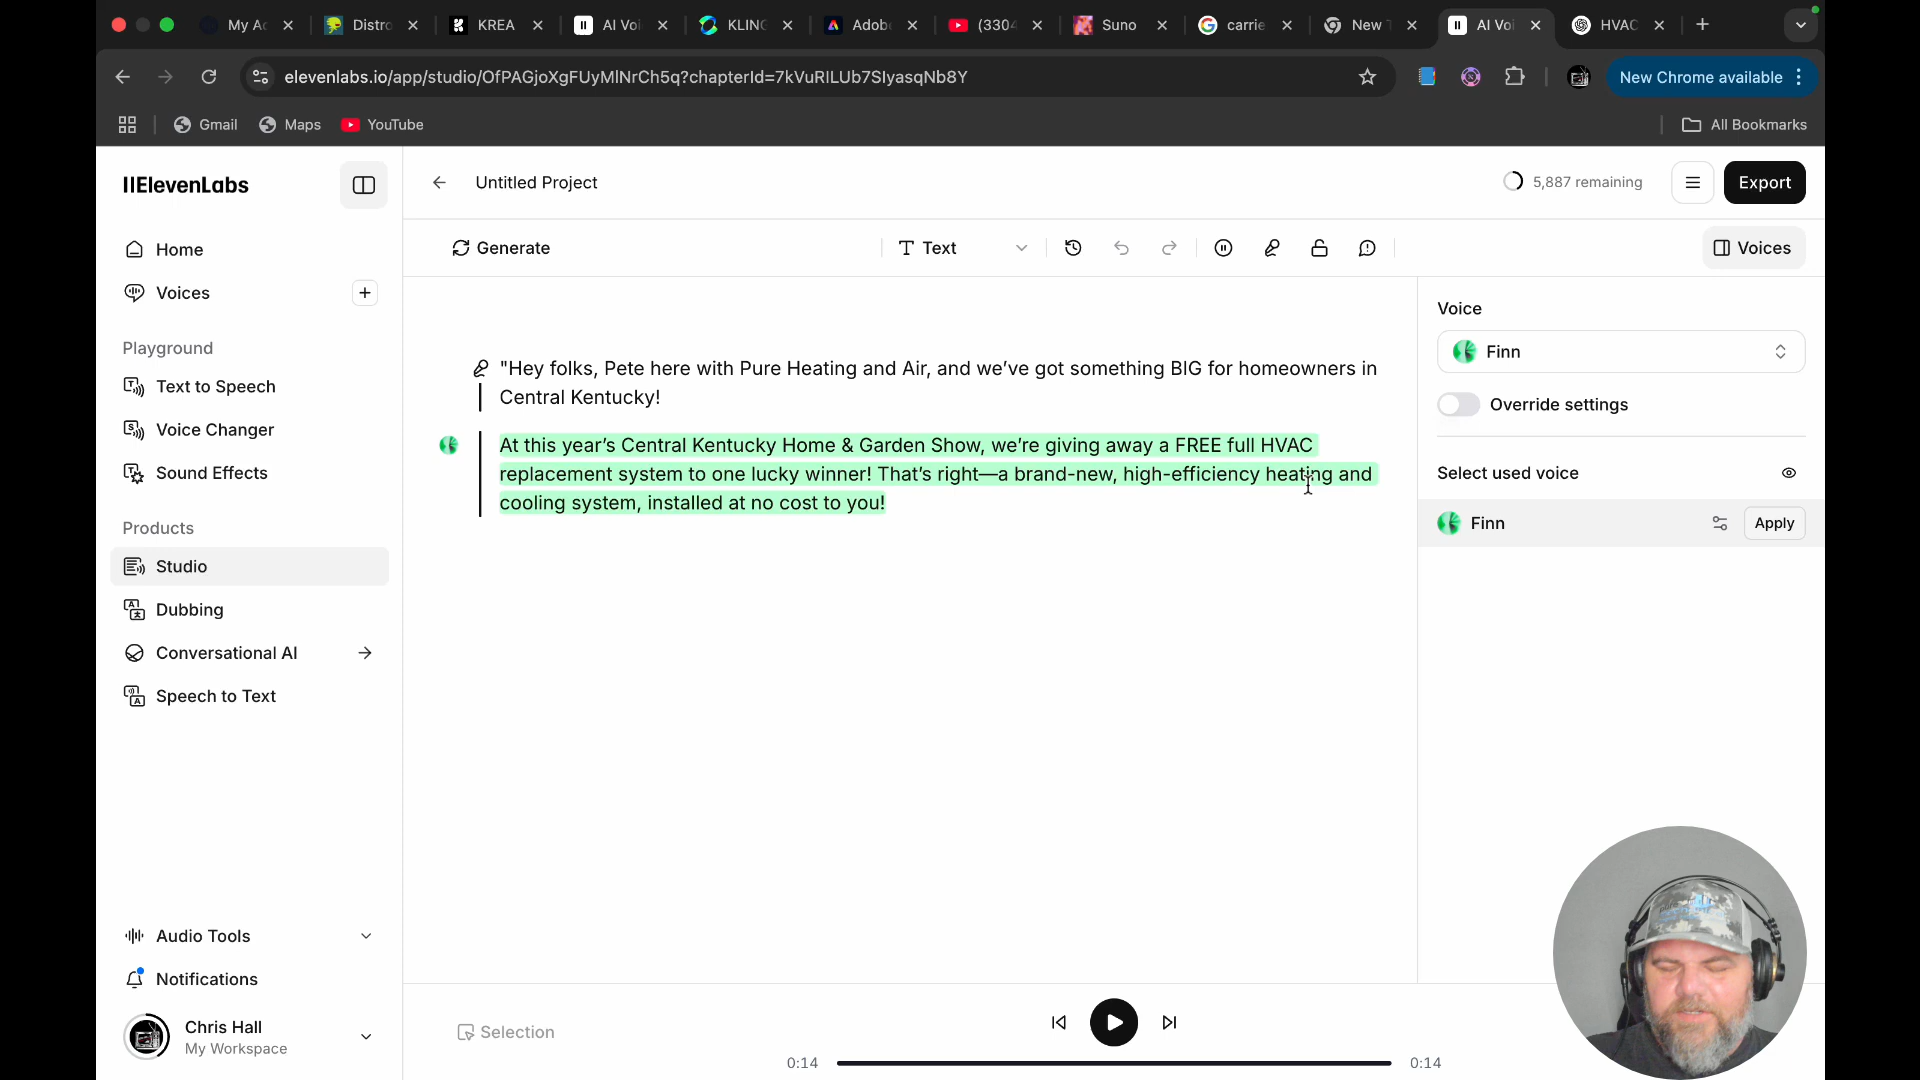 My A
Distro
KREA
AI Voi
KLING
Adob
(3304
Suno
carrie
New T
AI Voi
HVAC
elevenlabs.io/app/studio/OfPAGjoXgFUyMlNrCh5q?chapterId=7kVuRlLUb7SIyasqNb8Y
New Chrome available
Gmail
Maps
YouTube
All Bookmarks
IIElevenLabs
Untitled Project
5,887 remaining
Export
Home
Voices
Playground
Text to Speech
Voice Changer
Sound Effects
Products
Studio
Dubbing
Conversational AI
Speech to Text
Audio Tools
Notifications
Chris Hall
My Workspace
Generate
Text
Voices
"Hey folks, Pete here with Pure Heating and Air, and we’ve got something BIG for homeowners in
Central Kentucky!
At this year’s Central Kentucky Home & Garden Show, we’re giving away a FREE full HVAC
replacement system to one lucky winner! That’s right—a brand-new, high-efficiency heating and
cooling system, installed at no cost to you!
Voice
Finn
Override settings
Select used voice
Finn
Apply
Selection
0:14
0:14